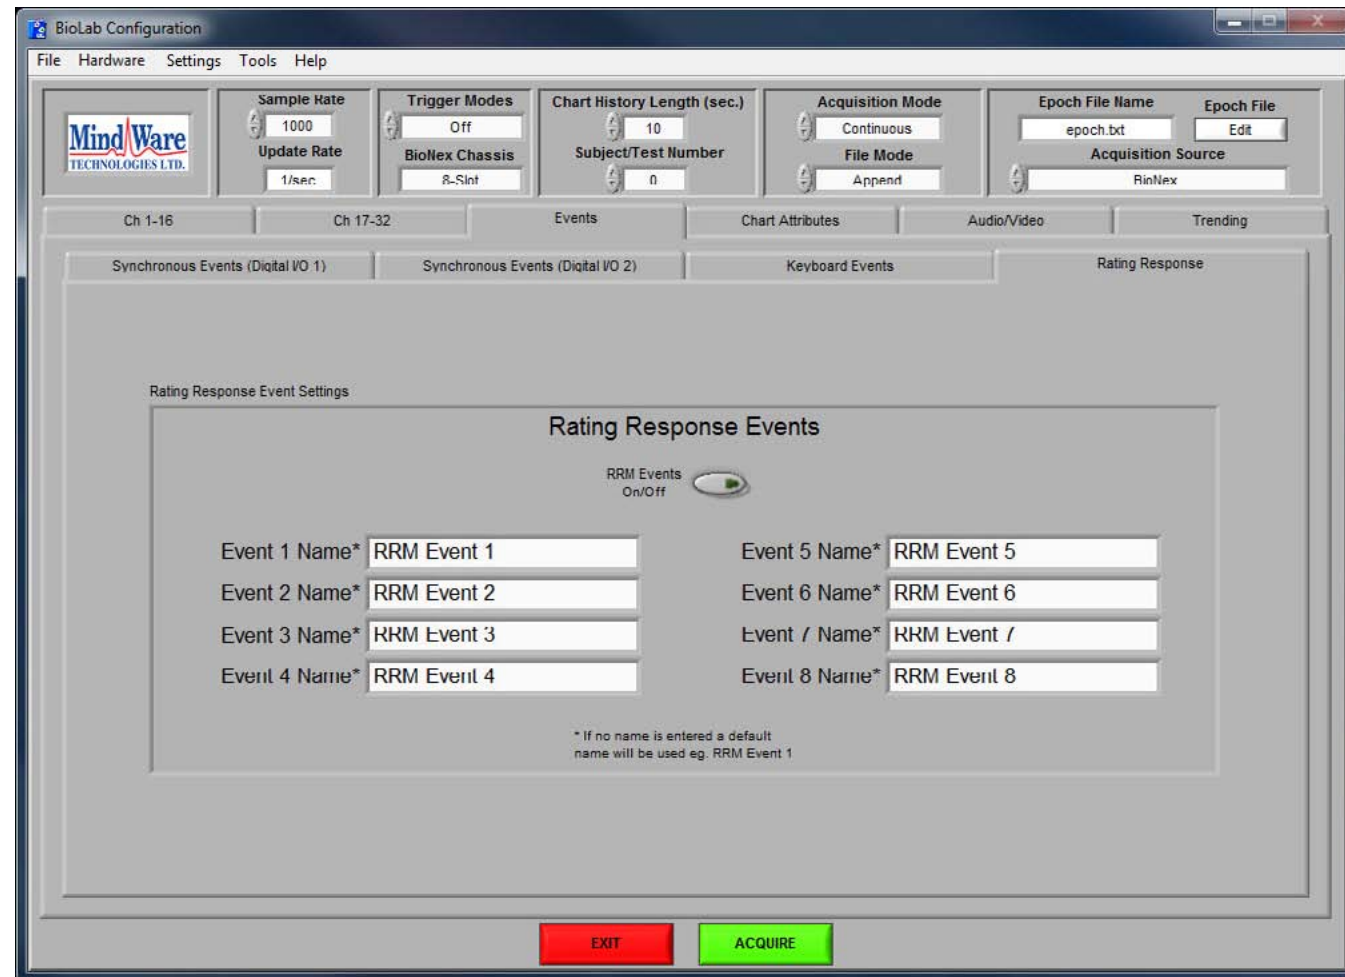 BioLab Configuration
File Hardware Settings Tools Help
MindWare
TECHNOLOGIES LTD.
Sample Rate
1000
Update Rate
1/sec
Trigger Modes
Off
BioNex Chassis
8-Slot
Chart History Length (sec.)
10
Subject/Test Number
0
Acquisition Mode
Continuous
File Mode
Append
Epoch File Name
epoch.txt
Epoch File
Edit
Acquisition Source
BioNex
Ch 1-16 Ch 17-32 Events Chart Attributes Audio/Video Trending
Synchronous Events (Digital I/O 1) Synchronous Events (Digital I/O 2) Keyboard Events Rating Response
Rating Response Event Settings
Rating Response Events
RRM Events
On/Off
Event 1 Name* RRM Event 1
Event 2 Name* RRM Event 2
Event 3 Name* RRM Event 3
Event 4 Name* RRM Event 4
Event 5 Name* RRM Event 5
Event 6 Name* RRM Event 6
Event 7 Name* RRM Event 7
Event 8 Name* RRM Event 8
* If no name is entered a default
name will be used eg. RRM Event 1
EXIT ACQUIRE